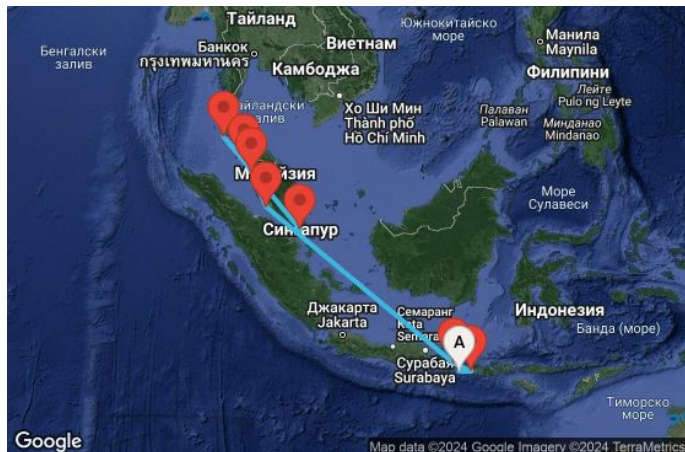 Тайланд
Бенгалски
залив
Банкок
กรุงเทพมหานคร
Виетнам
Камбоджа
Южнокитайско
море
Манила
Maynila
Филипини
Лейте
Pulo ng Leyte
Палаван
Palawan
Минданао
Mindanao
Хо Ши Мин
Thành phố
Hồ Chí Minh
залив
Море
Сулавеси
Сингапур
Джакарта
Jakarta
Семаранг
Kota
A
Сурабая
Surabaya
Индонезия
Банда (море)
Тиморско
море
Google
Map data ©2024 Google Imagery ©2024 TerraMetrics